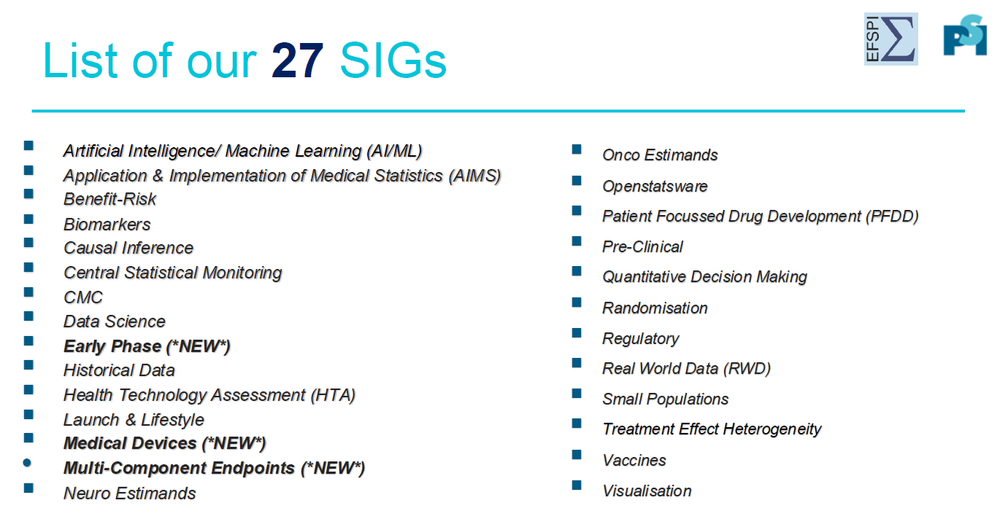 List of our 27 SIGs
EFSPI
Σ
PSI
Artificial Intelligence/ Machine Learning (AI/ML)
Application & Implementation of Medical Statistics (AIMS)
Benefit-Risk
Biomarkers
Causal Inference
Central Statistical Monitoring
CMC
Data Science
Early Phase (*NEW*)
Historical Data
Health Technology Assessment (HTA)
Launch & Lifestyle
Medical Devices (*NEW*)
Multi-Component Endpoints (*NEW*)
Neuro Estimands
Onco Estimands
Openstatsware
Patient Focussed Drug Development (PFDD)
Pre-Clinical
Quantitative Decision Making
Randomisation
Regulatory
Real World Data (RWD)
Small Populations
Treatment Effect Heterogeneity
Vaccines
Visualisation